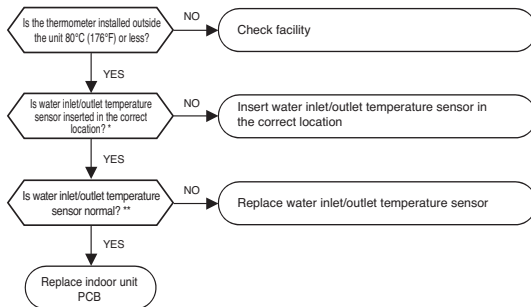 Is the thermometer installed outside
the unit 80°C (176°F) or less?
NO
Check facility
YES
Is water inlet/outlet temperature
sensor inserted in the correct
location? *
NO
Insert water inlet/outlet temperature sensor in
the correct location
YES
Is water inlet/outlet temperature
sensor normal? **
NO
Replace water inlet/outlet temperature sensor
YES
Replace indoor unit
PCB